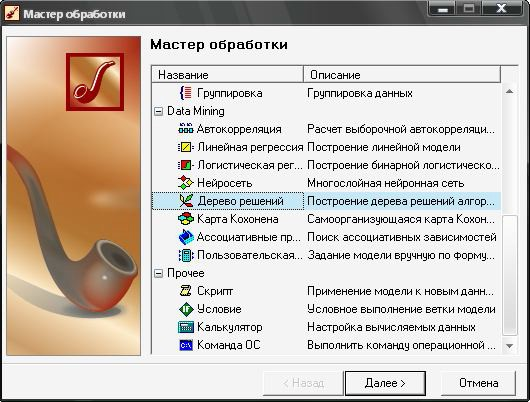 Мастер обработки
Мастер обработки
Название Описание
Группировка Группировка данных
Data Mining
Автокорреляция Расчет выборочной автокорреляци...
Линейная регрессия Построение линейной модели
Логистическая рег... Построение бинарной логистическо...
Нейросеть Многослойная нейронная сеть
Дерево решений Построение дерева решений алгор...
Карта Кохонена Самоорганизующаяся карта Кохон...
Ассоциативные пр... Поиск ассоциативных зависимостей
Пользовательская... Задание модели вручную по форму...
Прочее
Скрипт Применение модели к новым данн...
Условие Условное выполнение ветки модели
Калькулятор Настройка вычисляемых данных
C:\ Команда ОС Выполнить команду операционной ...
< Назад Далее > Отмена